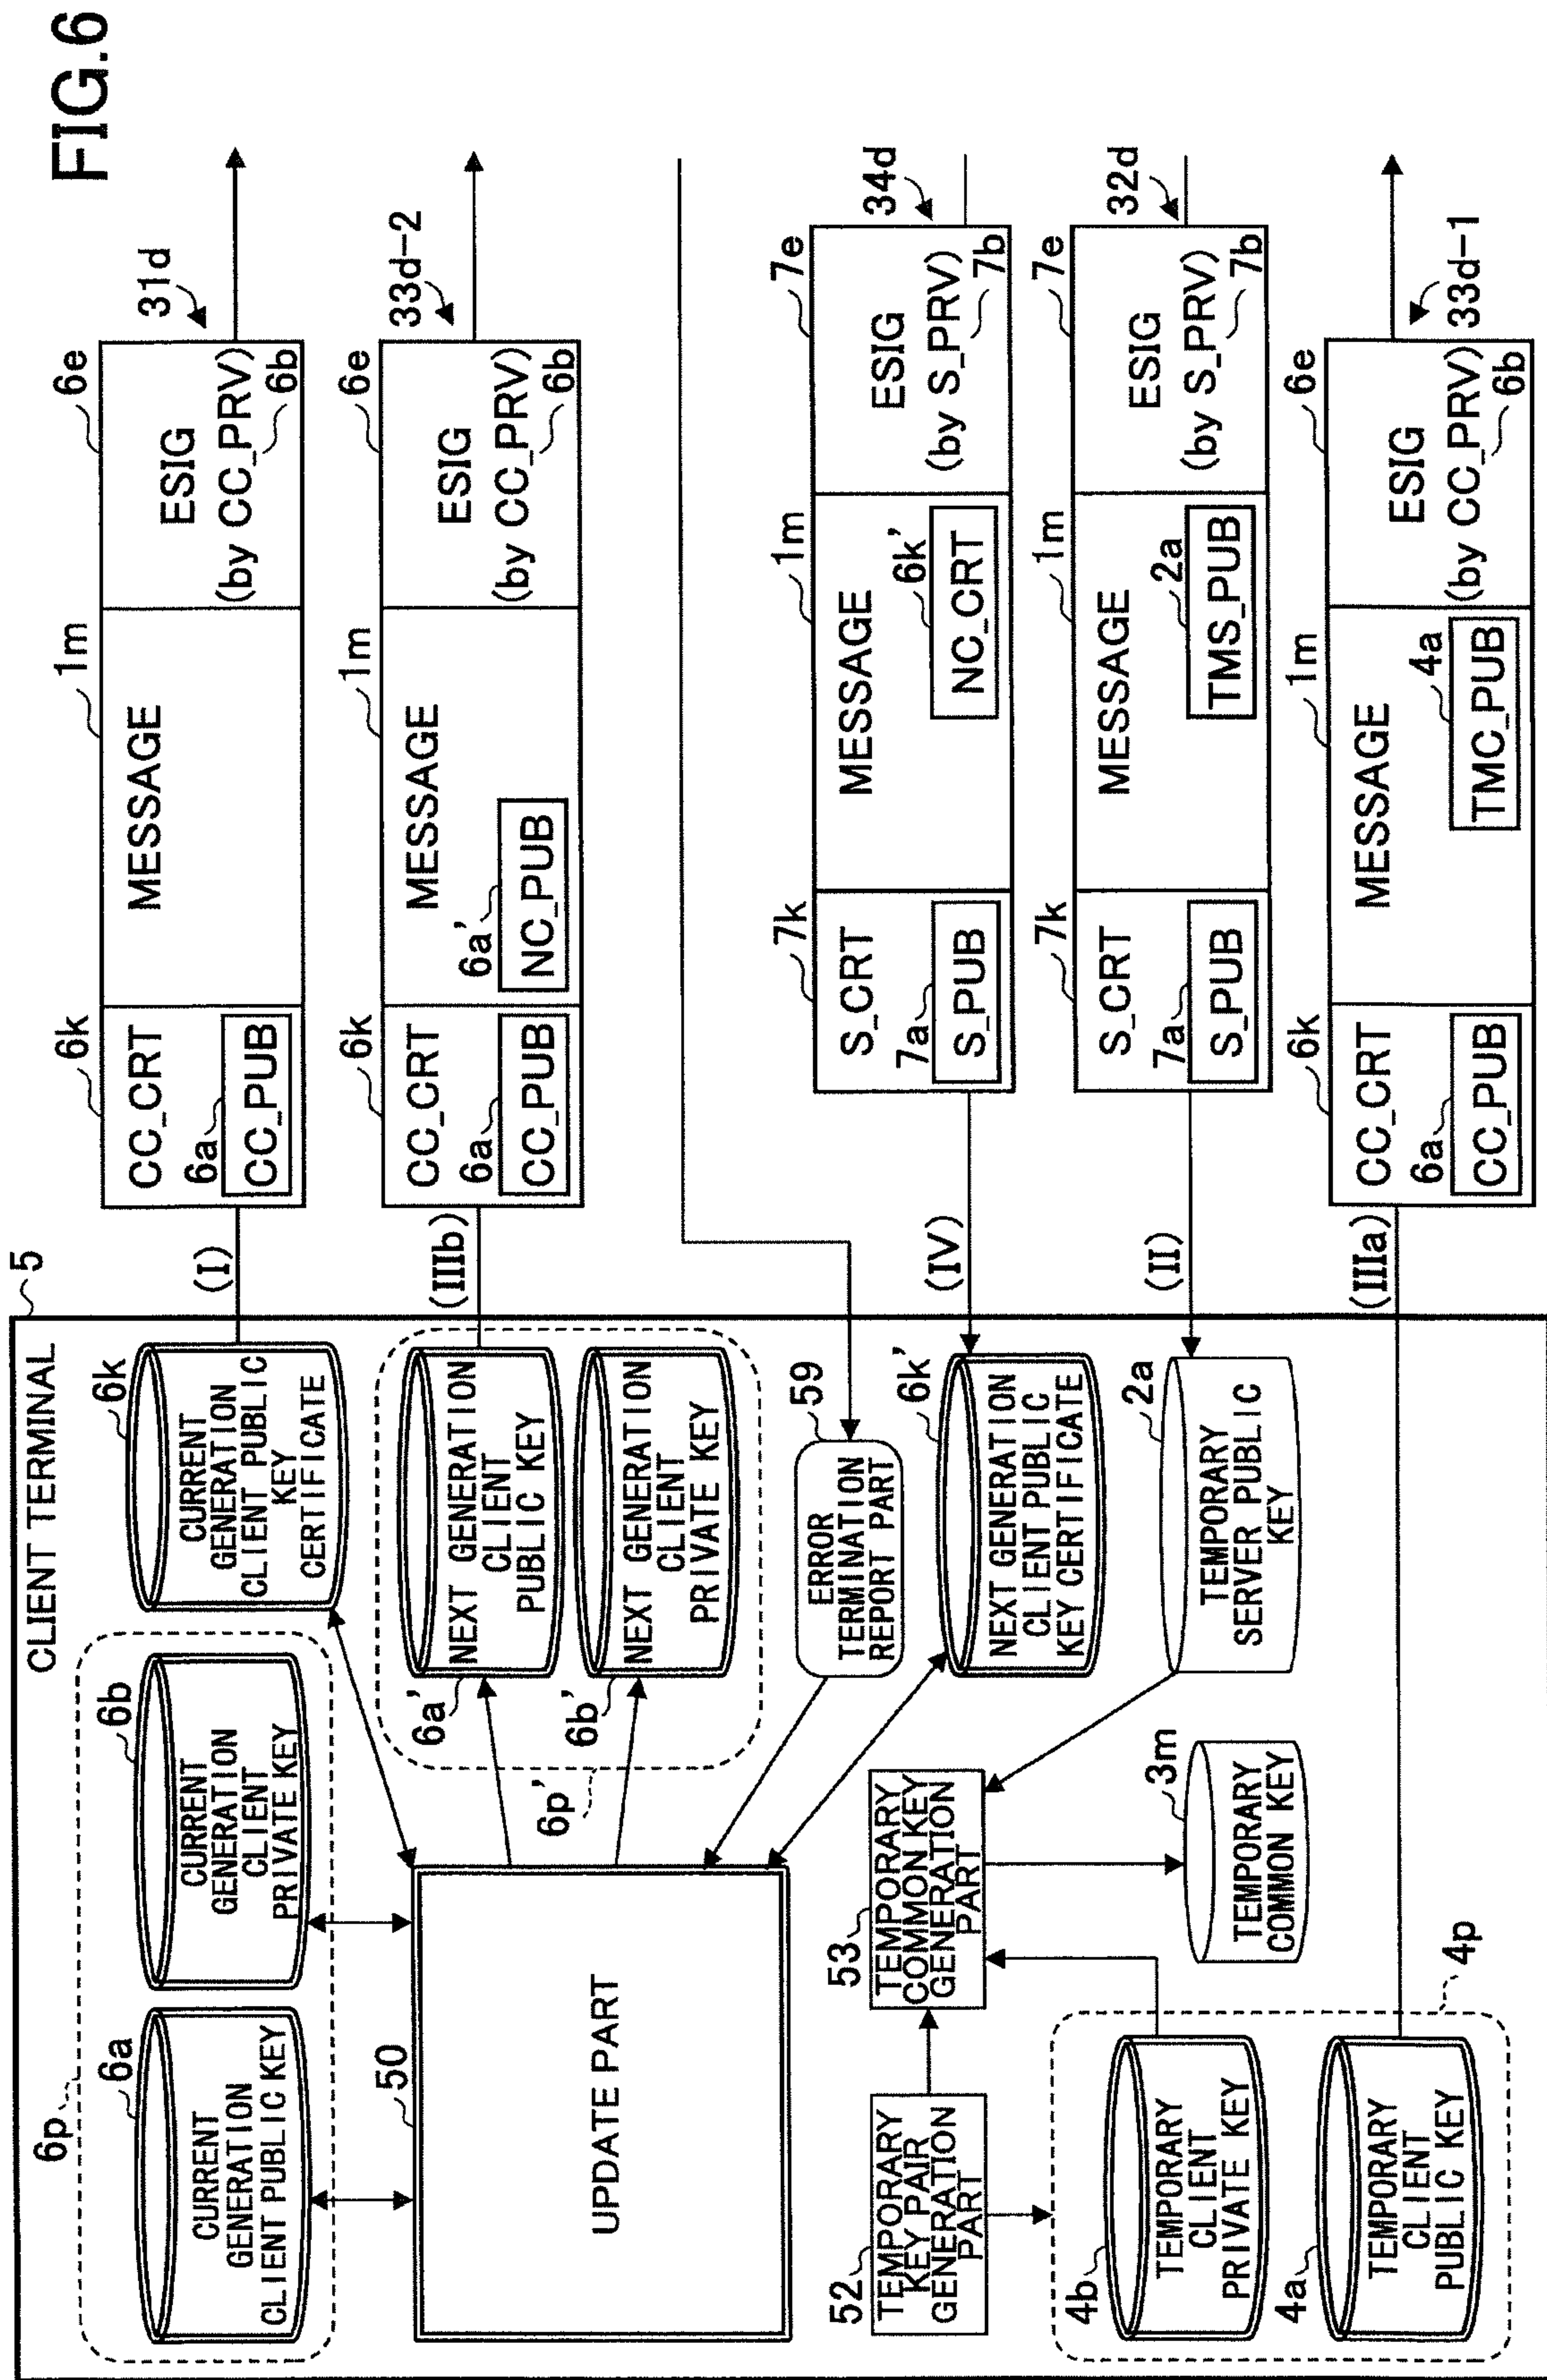 FIG.6
CLIENT TERMINAL
5
6p
6a
CURRENT
GENERATION
CLIENT PUBLIC KEY
6b
CURRENT
GENERATION
CLIENT
PRIVATE KEY
6k
CURRENT
GENERATION
CLIENT PUBLIC
KEY
CERTIFICATE
(I)
6k
CC_CRT
6a
CC_PUB
1m
MESSAGE
6e
ESIG
(by CC_PRV)
6b
31d
50
UPDATE PART
6a'
NEXT GENERATION
CLIENT
PUBLIC KEY
6b'
NEXT GENERATION
CLIENT
PRIVATE KEY
6p'
(IIIb)
6k
CC_CRT
6a
CC_PUB
1m
MESSAGE
6a'
NC_PUB
6e
ESIG
(by CC_PRV)
6b
33d-2
59
ERROR
TERMINATION
REPORT PART
6k'
NEXT GENERATION
CLIENT PUBLIC
KEY CERTIFICATE
(IV)
7k
S_CRT
7a
S_PUB
1m
MESSAGE
6k'
NC_CRT
7e
ESIG
(by S_PRV)
7b
34d
52
TEMPORARY
KEY PAIR
GENERATION
PART
53
TEMPORARY
COMMON KEY
GENERATION
PART
2a
TEMPORARY
SERVER PUBLIC
KEY
(II)
7k
S_CRT
7a
S_PUB
1m
MESSAGE
2a
TMS_PUB
7e
ESIG
(by S_PRV)
7b
32d
3m
TEMPORARY
COMMON KEY
4b
TEMPORARY
CLIENT
PRIVATE KEY
4a
TEMPORARY
CLIENT
PUBLIC KEY
4p
(IIIa)
6k
CC_CRT
6a
CC_PUB
1m
MESSAGE
4a
TMC_PUB
6e
ESIG
(by CC_PRV)
6b
33d-1